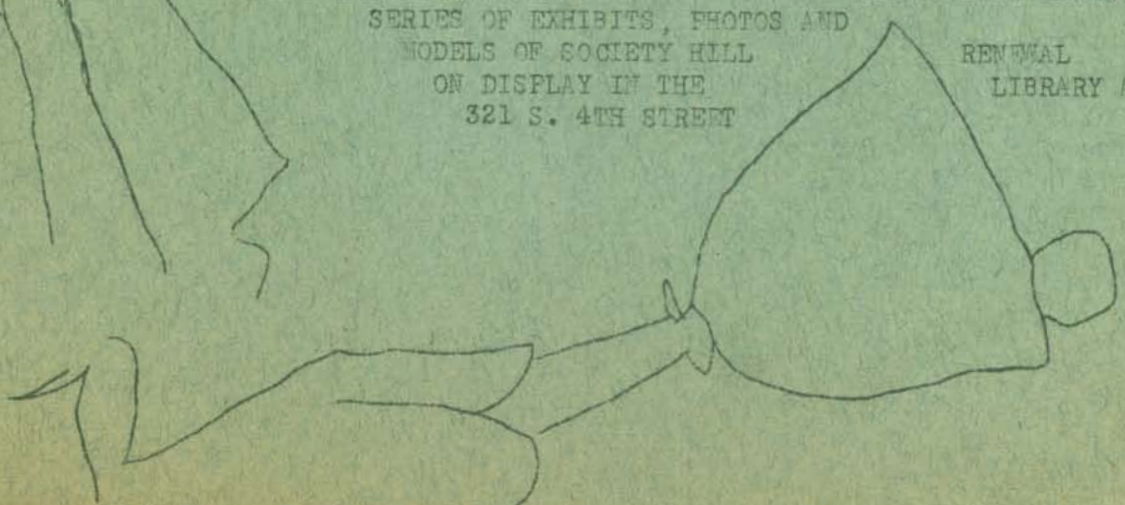 SERIES OF EXHIBITS, PHOTOS AND
MODELS OF SOCIETY HILL RENEWAL
ON DISPLAY IN THE LIBRARY
321 S. 4TH STREET